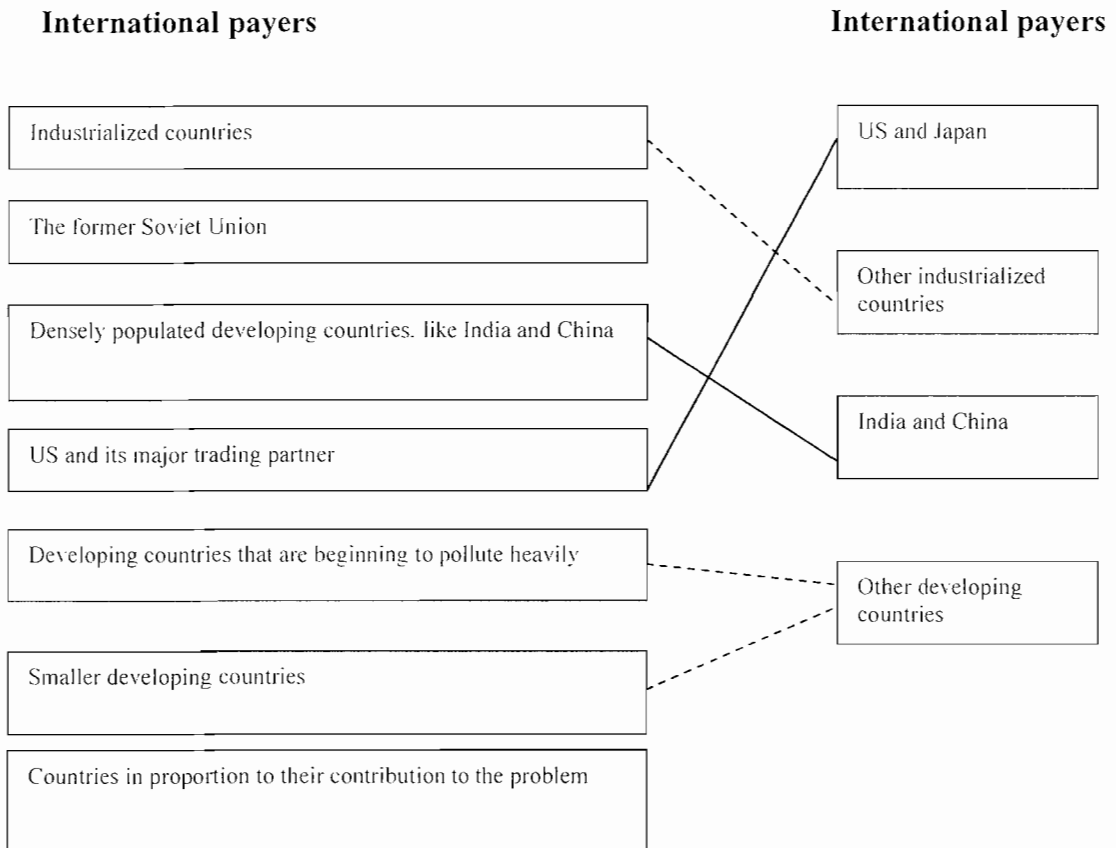 International payers
International payers
Industrialized countries
US and Japan
The former Soviet Union
Other industrialized
countries
Densely populated developing countries. like India and China
India and China
US and its major trading partner
Developing countries that are beginning to pollute heavily
Other developing
countries
Smaller developing countries
Countries in proportion to their contribution to the problem